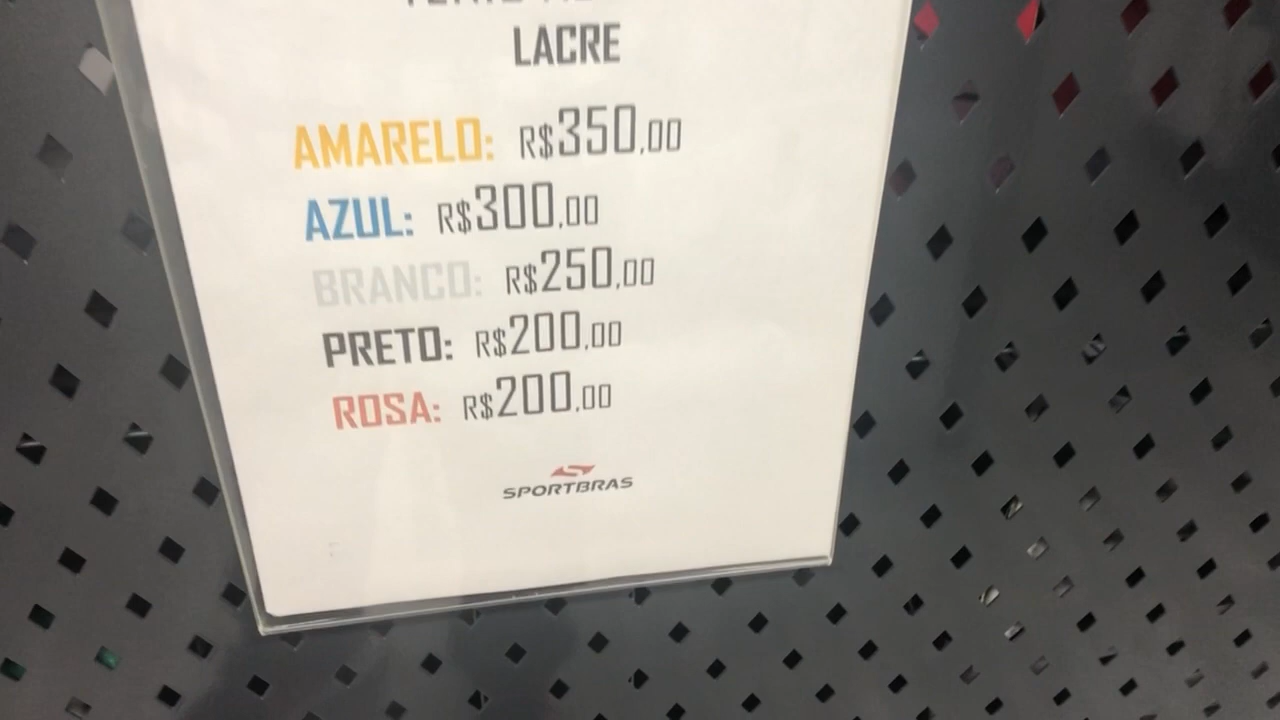 LACRE
AMARELO: R$350,00
AZUL: R$300,00
BRANCO: R$250,00
PRETO: R$200,00
ROSA: R$200,00
SPORTBRAS